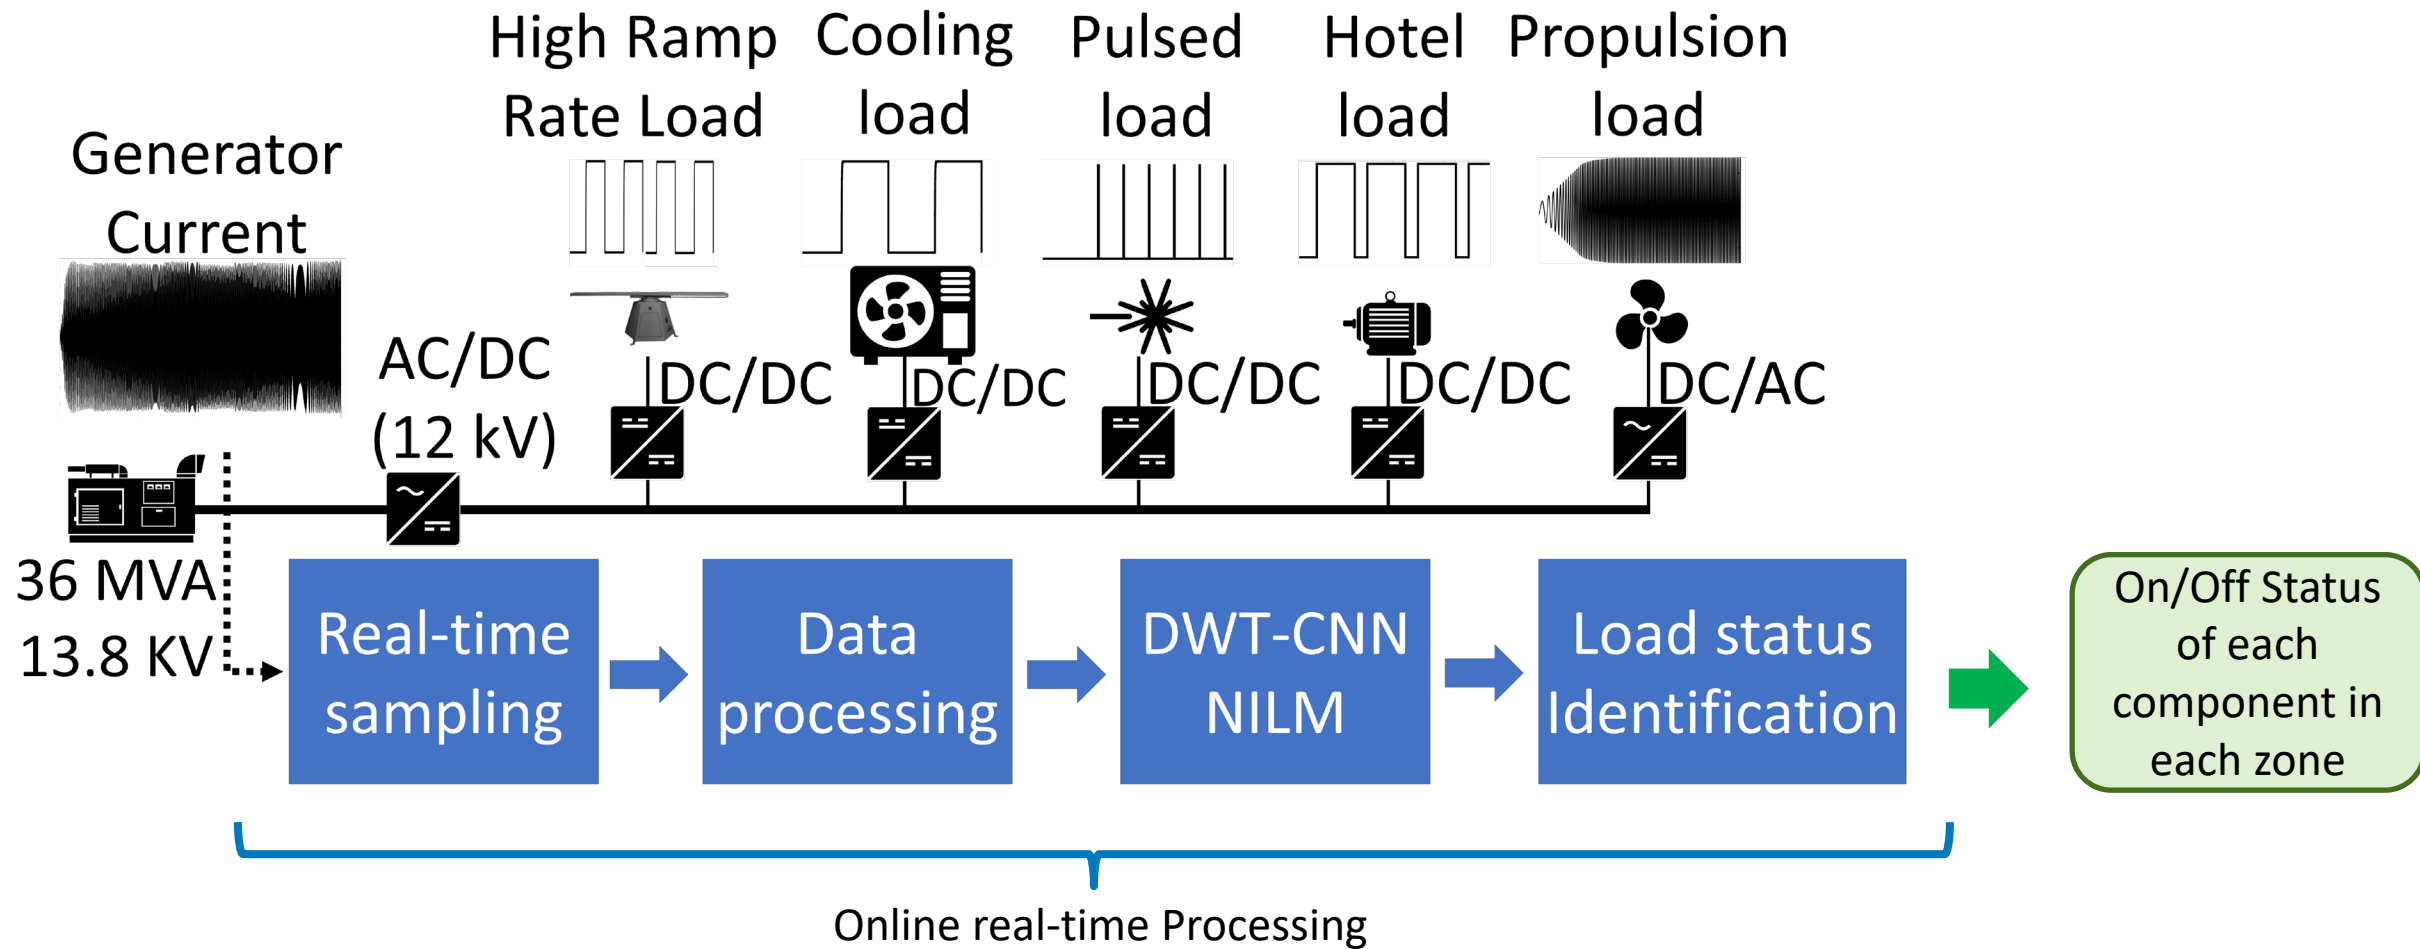 High Ramp
Rate Load
Cooling
load
Pulsed
load
Hotel
load
Propulsion
load
Generator
Current
AC/DC
(12 kV)
DC/DC
DC/DC
DC/DC
DC/DC
DC/AC
36 MVA
13.8 KV
Real-time
sampling
Data
processing
DWT-CNN
NILM
Load status
Identification
On/Off Status
of each
component in
each zone
Online real-time Processing